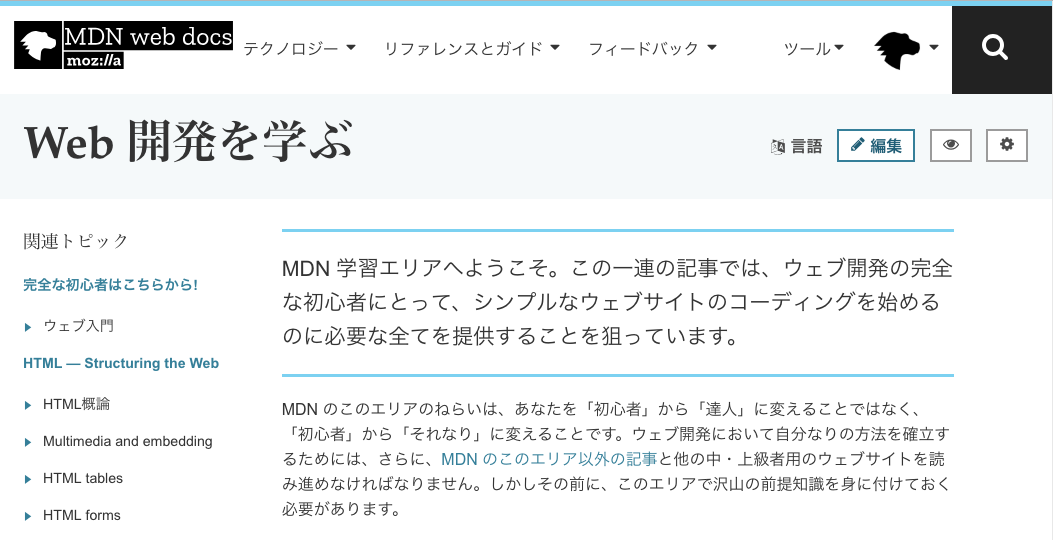 MDN web docs
moz://a
テクノロジー リファレンスとガイド フィードバック ツール
Web 開発を学ぶ
言語 編集
関連トピック
完全な初心者はこちらから!
ウェブ入門
HTML — Structuring the Web
HTML概論
Multimedia and embedding
HTML tables
HTML forms
MDN 学習エリアへようこそ。この一連の記事では、ウェブ開発の完全
な初心者にとって、シンプルなウェブサイトのコーディングを始める
のに必要な全てを提供することを狙っています。
MDN のこのエリアのねらいは、あなたを「初心者」から「達人」に変えることではなく、
「初心者」から「それなり」に変えることです。ウェブ開発において自分なりの方法を確立す
るためには、さらに、MDN のこのエリア以外の記事と他の中・上級者用のウェブサイトを読
み進めなければなりません。しかしその前に、このエリアで沢山の前提知識を身に付けておく
必要があります。